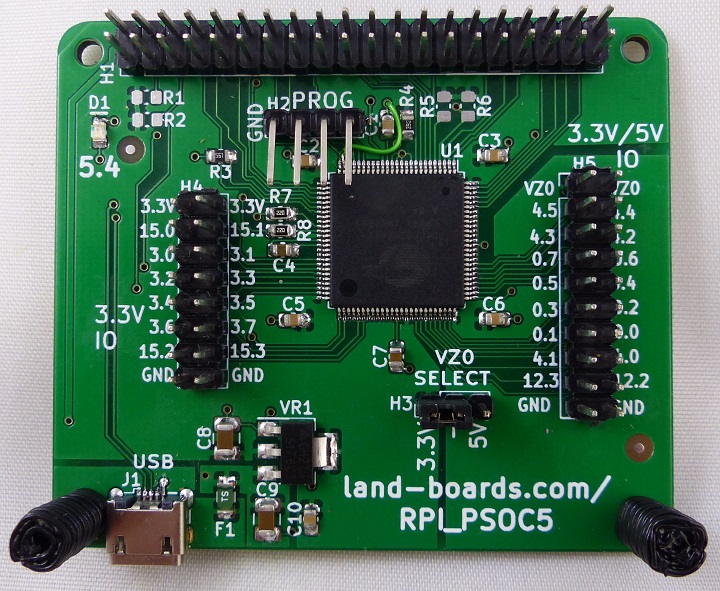 H1
D1
R1
R2
5.4
GND
H2 PROG
R4
R5
R6
C2
U1
C3
3.3V/5V
IO
R3
H5
H4
3.3V
3.3V
15.0
15.1
3.0
3.1
3.2
3.3
3.4
3.5
3.6
3.7
15.2
15.3
GND
GND
3.3V
IO
R7
R8
C4
C5
C6
C7
VZ0
VZ0
4.5
4.4
4.3
4.2
0.7
0.6
0.5
0.4
0.3
0.2
0.1
0.0
4.1
4.0
12.3
12.2
GND
GND
VZ0
SELECT
H3
3.3V
5V
VR1
C8
USB
J1
F1
C9
C10
land-boards.com/
RPI_PSOC5